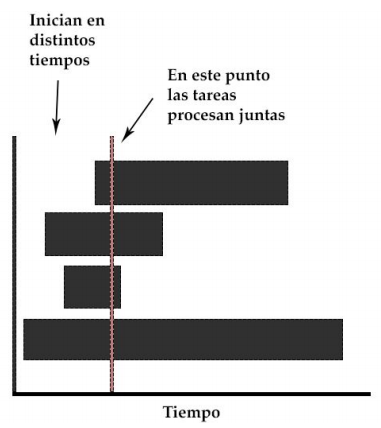 Inician en
distintos
tiempos
En este punto
las tareas
procesan juntas
Tiempo